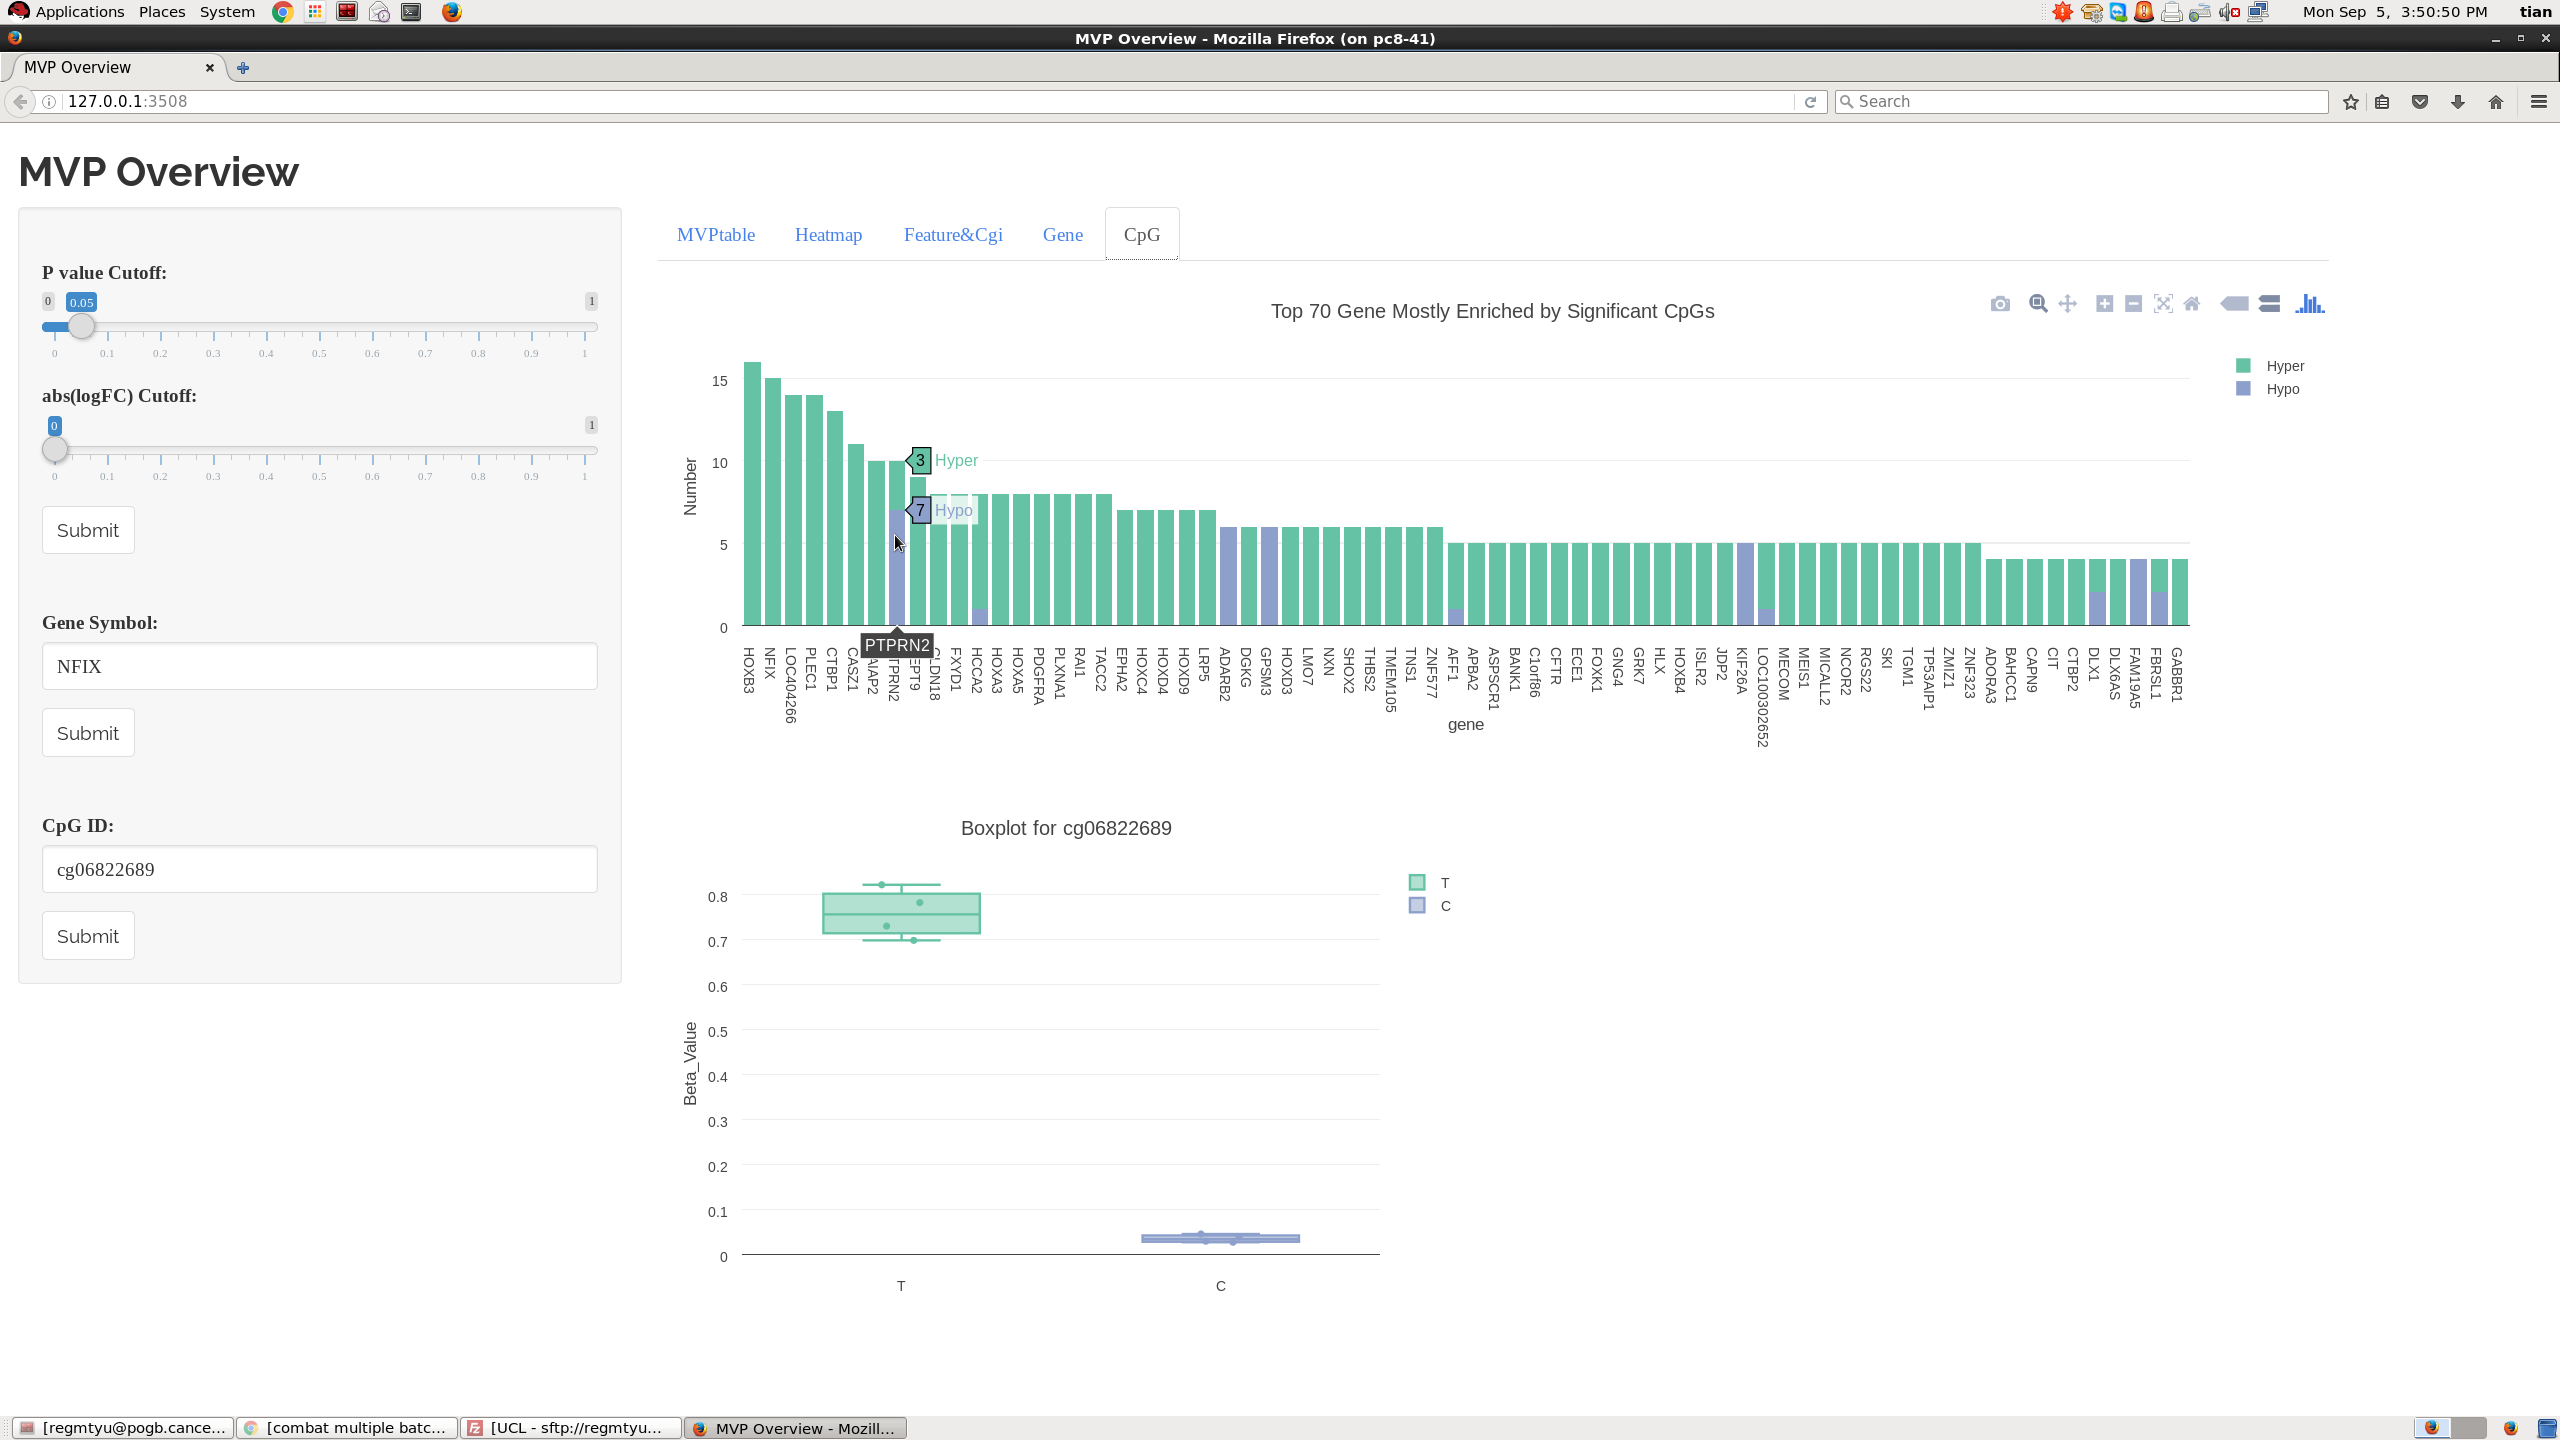 Applications Places System
Mon Sep 5, 3:50:50 PM tian
MVP Overview - Mozilla Firefox (on pc8-41)
MVP Overview
127.0.0.1:3508
Search
MVP Overview
P value Cutoff:
0 0.05 1
0 0.1 0.2 0.3 0.4 0.5 0.6 0.7 0.8 0.9 1
abs(logFC) Cutoff:
0 1
0 0.1 0.2 0.3 0.4 0.5 0.6 0.7 0.8 0.9 1
Submit
Gene Symbol:
NFIX
Submit
CpG ID:
cg06822689
Submit
MVPtable Heatmap Feature&Cgi Gene CpG
Top 70 Gene Mostly Enriched by Significant CpGs
Hyper
Hypo
Number
15
10
5
0
3 Hyper
7 Hypo
PTPRN2
HOXB3
NFIX
LOC404266
PLEC1
CTBP1
CASZ1
AIAP2
TPRN2
EPT9
LDN18
FXYD1
HCCA2
HOXA3
HOXA5
PDGFRA
PLXNA1
RAI1
TACC2
EPHA2
HOXC4
HOXD4
HOXD9
LRP5
ADARB2
DGKG
GPSM3
HOXD3
LMO7
NXN
SHOX2
THBS2
TMEM105
TNS1
ZNF577
AFF1
APBA2
ASPSCR1
BANK1
C1orf86
CFTR
ECE1
FOXK1
GNG4
GRK7
HLX
HOXB4
ISLR2
JDP2
KIF26A
LOC100302652
MECOM
MEIS1
MICALL2
NCOR2
RGS22
SKI
TGM1
TP53AIP1
ZMIZ1
ZNF323
ADORA3
BAHCC1
CAPN9
CIT
CTBP2
DLX1
DLX6AS
FAM19A5
FBRSL1
GABBR1
gene
Boxplot for cg06822689
T
C
Beta_Value
0.8
0.7
0.6
0.5
0.4
0.3
0.2
0.1
0
T C
[regmtyu@pogb.cance...
[combat multiple batc...
[UCL - sftp://regmtyu...
MVP Overview - Mozill...